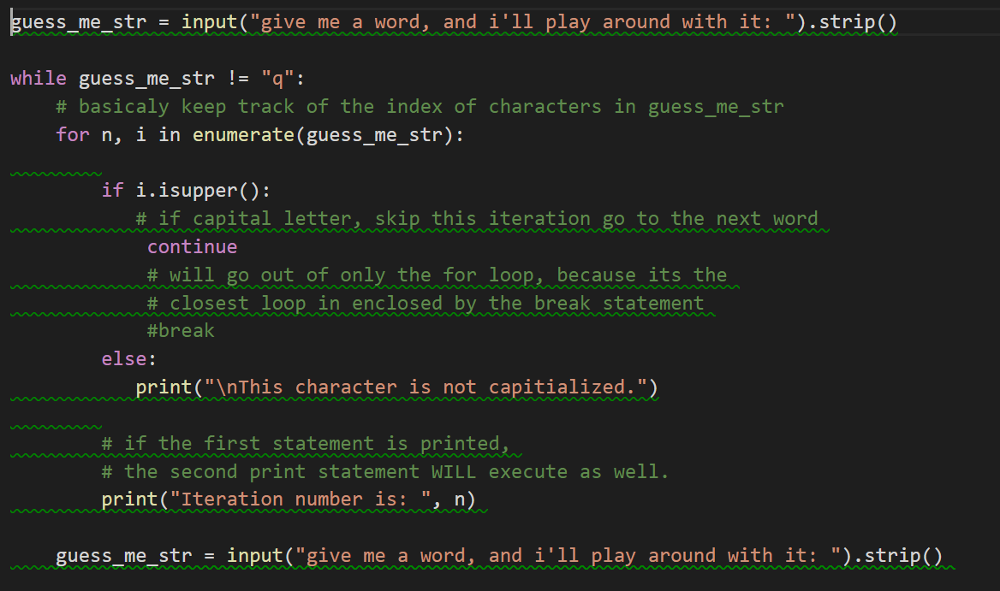 guess_me_str = input("give me a word, and i'll play around with it: ").strip()
while guess_me_str != "q":
# basicaly keep track of the index of characters in guess_me_str
for n, i in enumerate(guess_me_str):
if i.isupper():
# if capital letter, skip this iteration go to the next word
continue
# will go out of only the for loop, because its the
# closest loop in enclosed by the break statement
#break
else:
print("\nThis character is not capitialized.")
# if the first statement is printed,
# the second print statement WILL execute as well.
print("Iteration number is: ", n)
guess_me_str = input("give me a word, and i'll play around with it: ").strip()